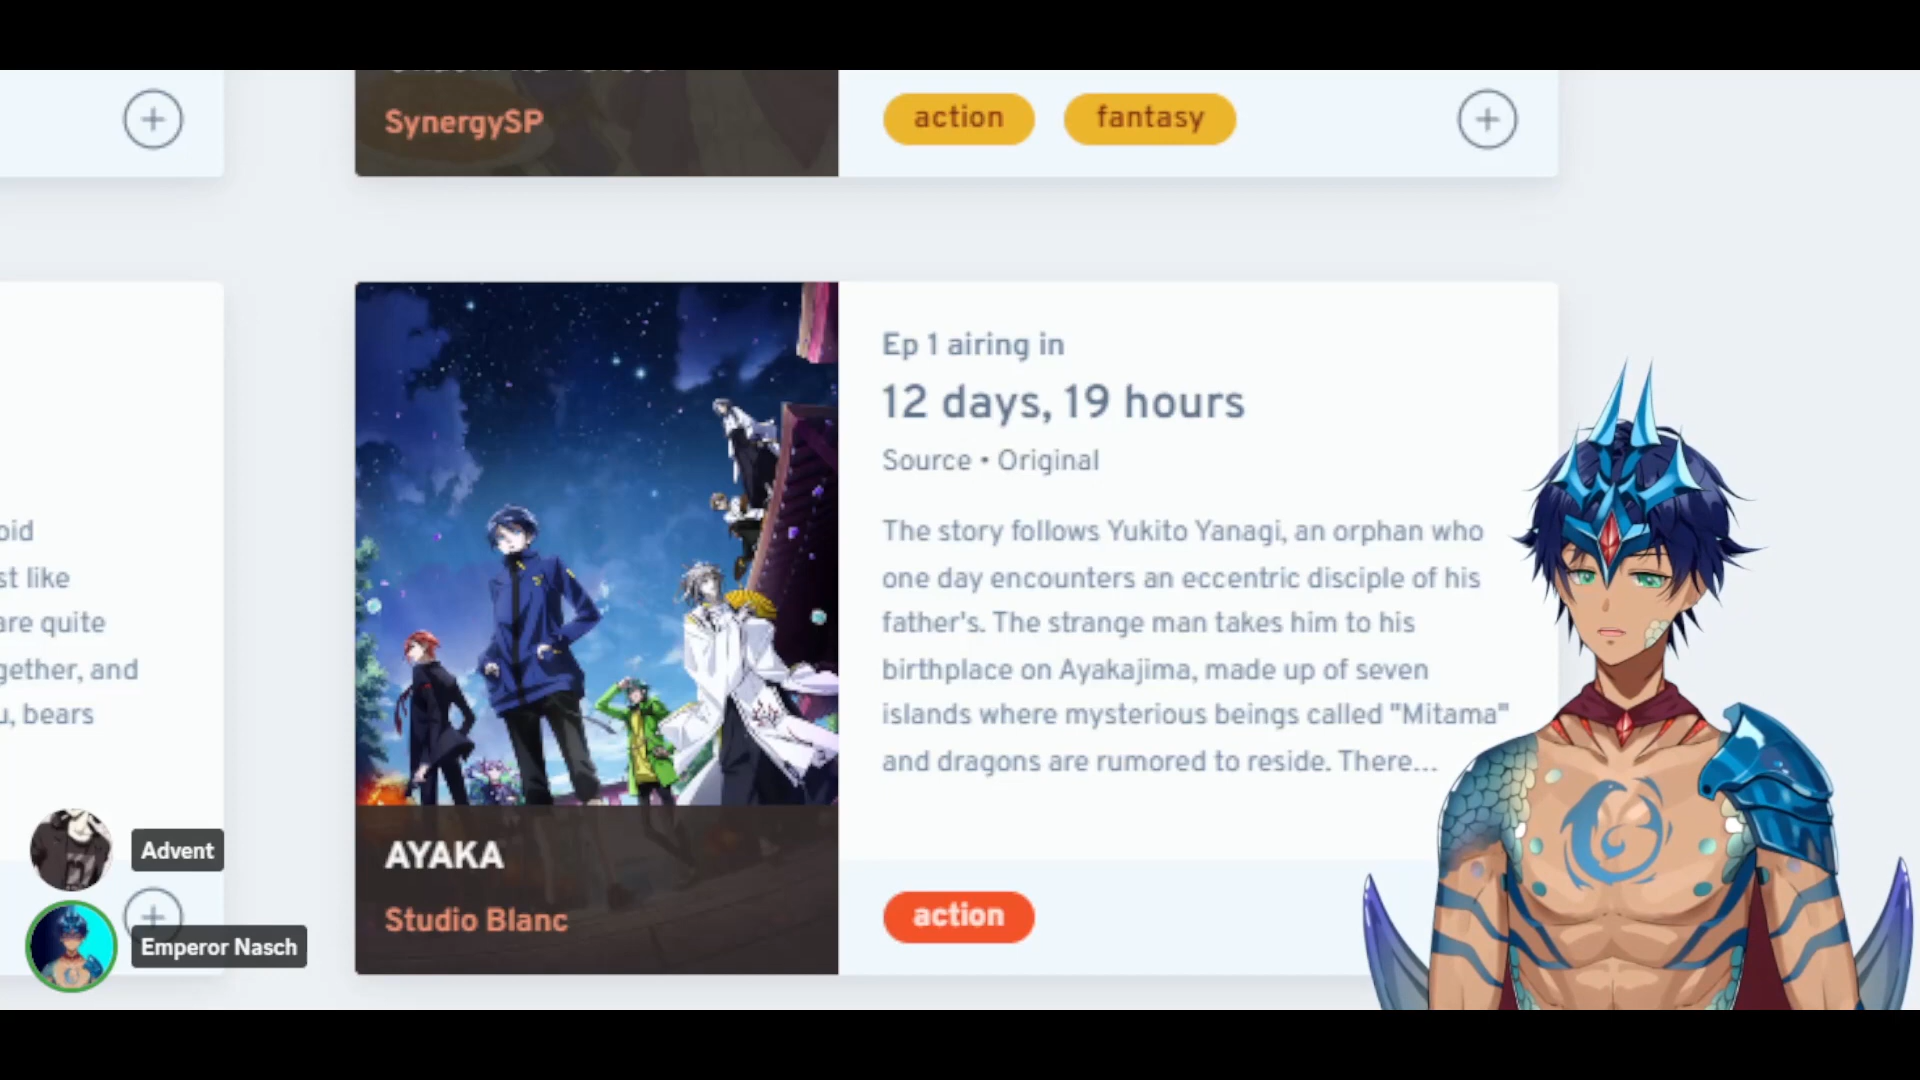 SynergySP
action
fantasy
Ep 1 airing in
12 days, 19 hours
Source • Original
The story follows Yukito Yanagi, an orphan who
one day encounters an eccentric disciple of his
father's. The strange man takes him to his
birthplace on Ayakajima, made up of seven
islands where mysterious beings called "Mitama"
and dragons are rumored to reside. There...
AYAKA
Studio Blanc
action
oid
st like
are quite
gether, and
u, bears
Advent
Emperor Nasch